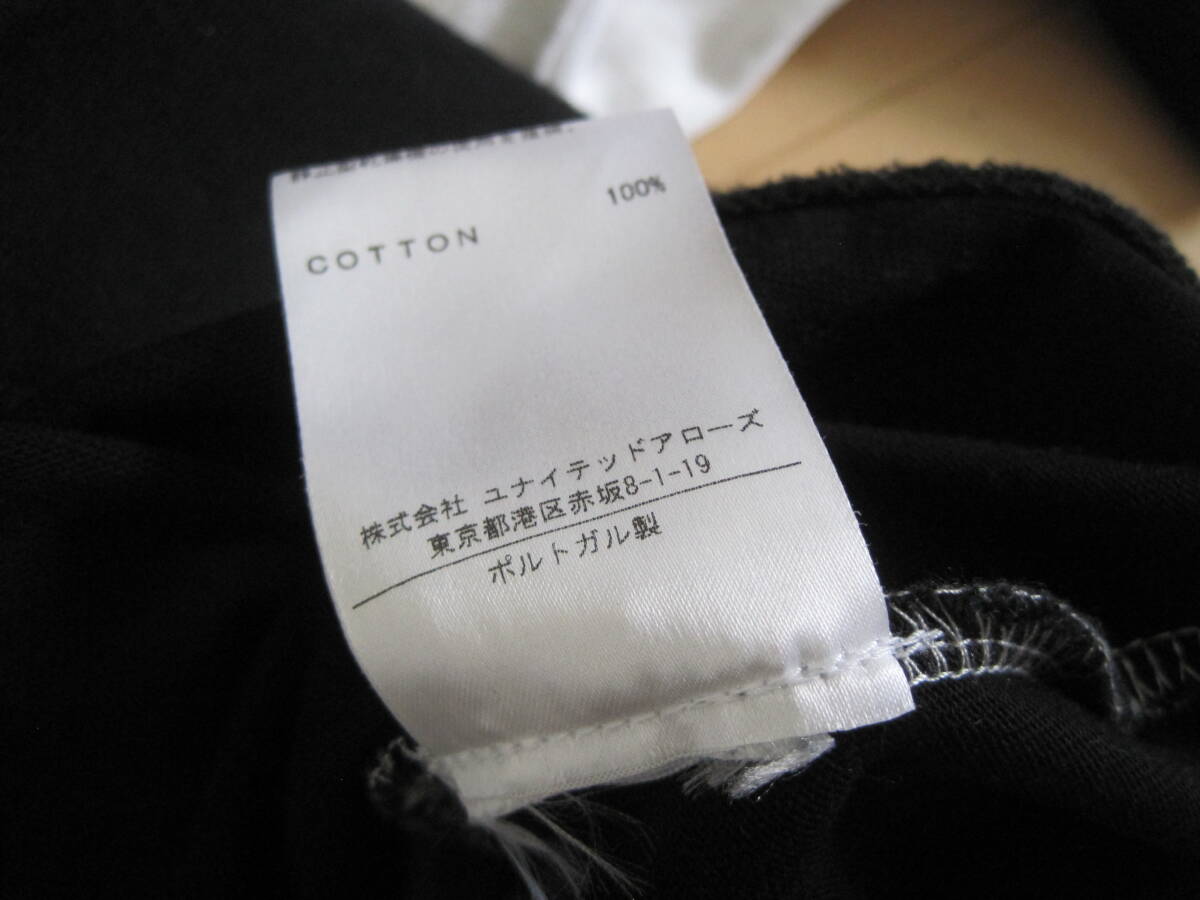 100%
COTTON
株式会社 ユナイテッドアローズ
東京都港区赤坂8-1-19
ポルトガル製